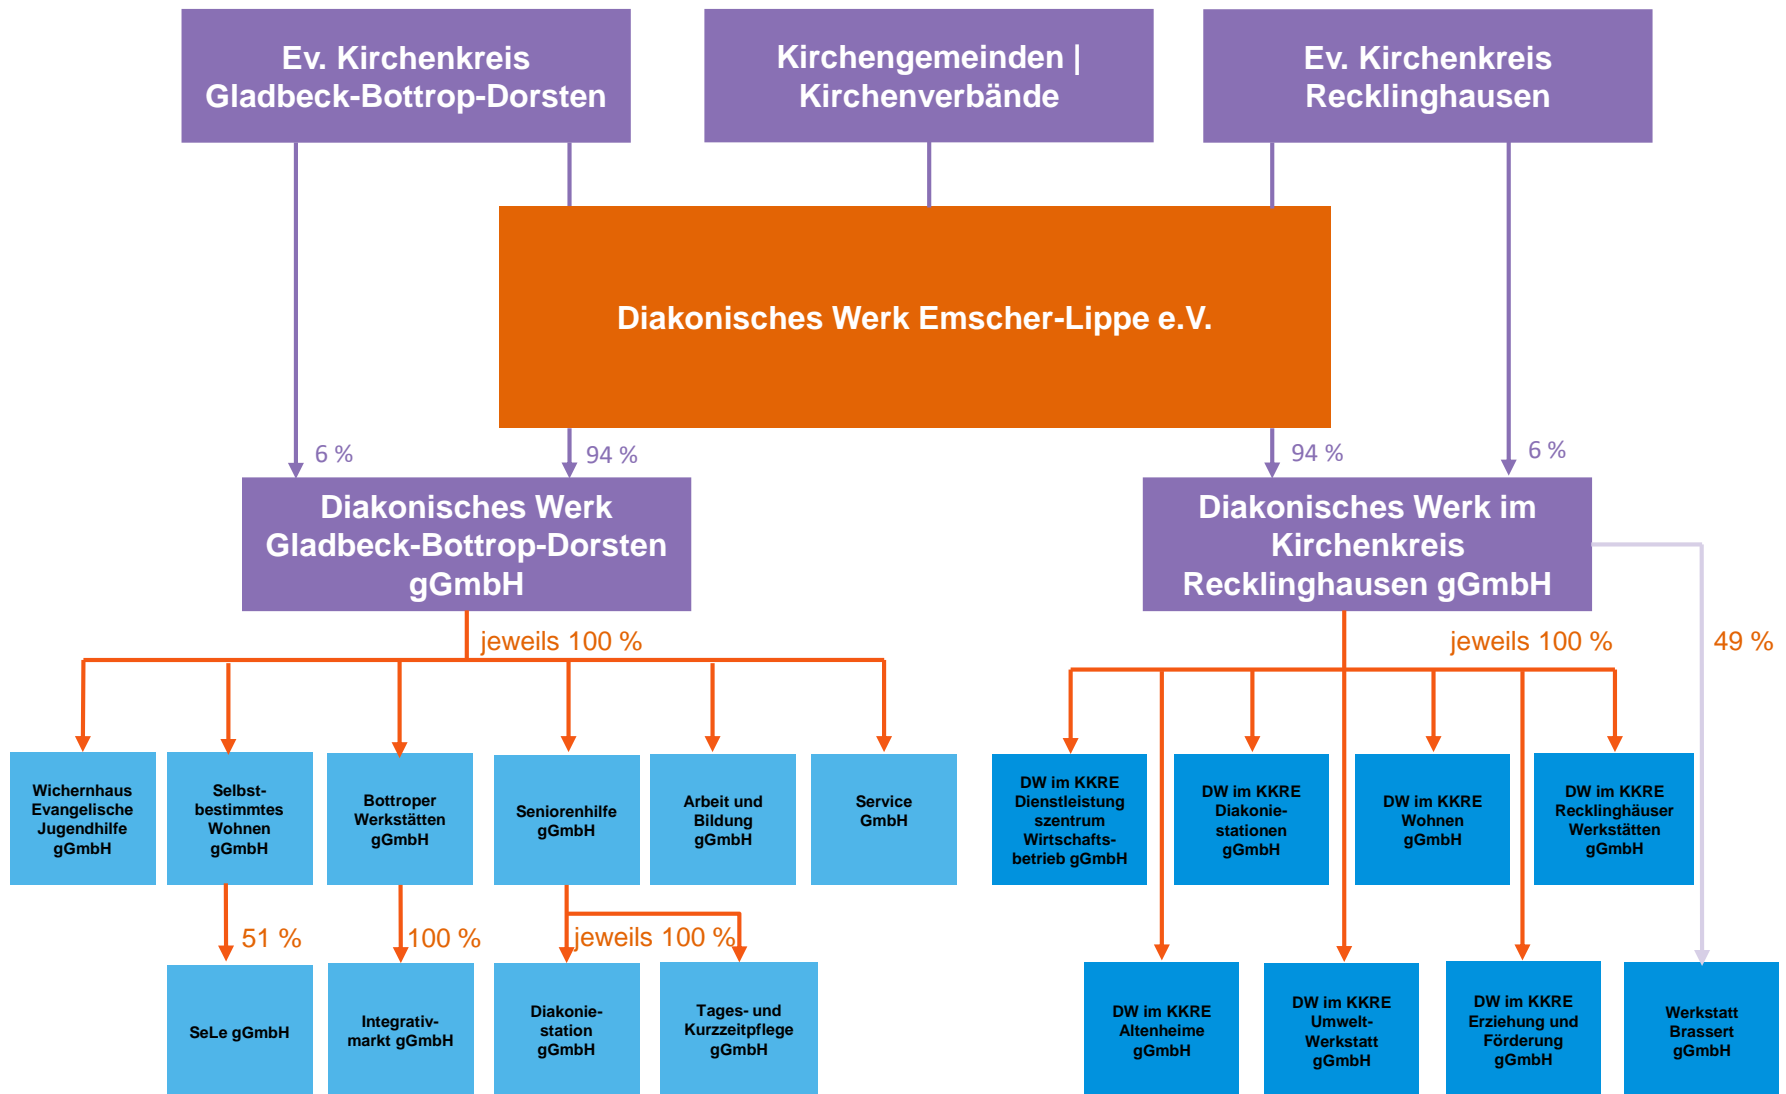 Ev. Kirchenkreis
Gladbeck-Bottrop-Dorsten
Kirchengemeinden |
Kirchenverbände
Ev. Kirchenkreis
Recklinghausen
Diakonisches Werk Emscher-Lippe e.V.
6 %
94 %
94 %
6 %
Diakonisches Werk
Gladbeck-Bottrop-Dorsten
gGmbH
Diakonisches Werk im
Kirchenkreis
Recklinghausen gGmbH
jeweils 100 %
jeweils 100 %
49 %
Wichernhaus
Evangelische
Jugendhilfe
gGmbH
Selbst-
bestimmtes
Wohnen
gGmbH
Bottroper
Werkstätten
gGmbH
Seniorenhilfe
gGmbH
Arbeit und
Bildung
gGmbH
Service
GmbH
DW im KKRE
Dienstleistung
szentrum
Wirtschafts-
betrieb gGmbH
DW im KKRE
Diakonie-
stationen
gGmbH
DW im KKRE
Wohnen
gGmbH
DW im KKRE
Recklinghäuser
Werkstätten
gGmbH
51 %
100 %
jeweils 100 %
SeLe gGmbH
Integrativ-
markt gGmbH
Diakonie-
station
gGmbH
Tages- und
Kurzzeitpflege
gGmbH
DW im KKRE
Altenheime
gGmbH
DW im KKRE
Umwelt-
Werkstatt
gGmbH
DW im KKRE
Erziehung und
Förderung
gGmbH
Werkstatt
Brassert
gGmbH